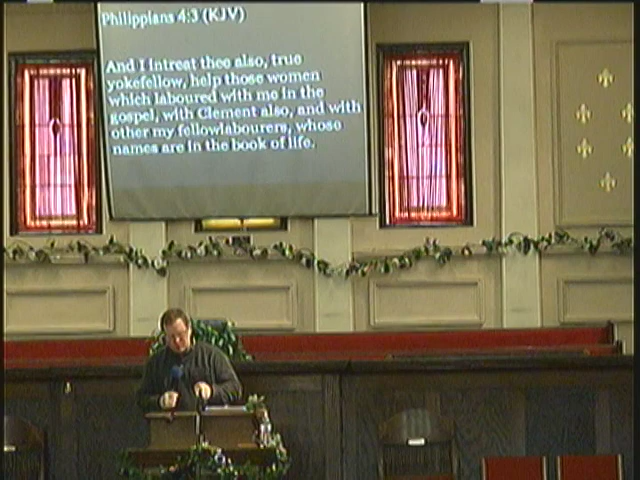 Philippians 4:3 (KJV)
And I intreat thee also, true
yokefellow, help those women
which laboured with me in the
gospel, with Clement also, and with
other my fellowlabourers, whose
names are in the book of life.